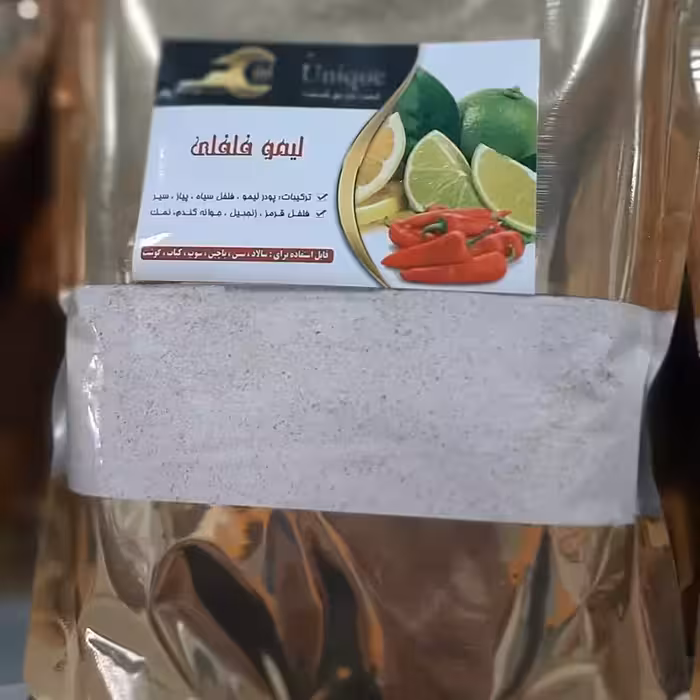 Unique
لیمو فلفلی
✓ ترکیبات: پودر لیمو ، فلفل سیاه ، پیاز ، سیر
✓ فلفل قرمز ، زنجبیل ، جوانه گندم، نمک
قابل استفاده برای : سالاد ، سس ، پاچین ، سوپ ، کباب ، گوشت